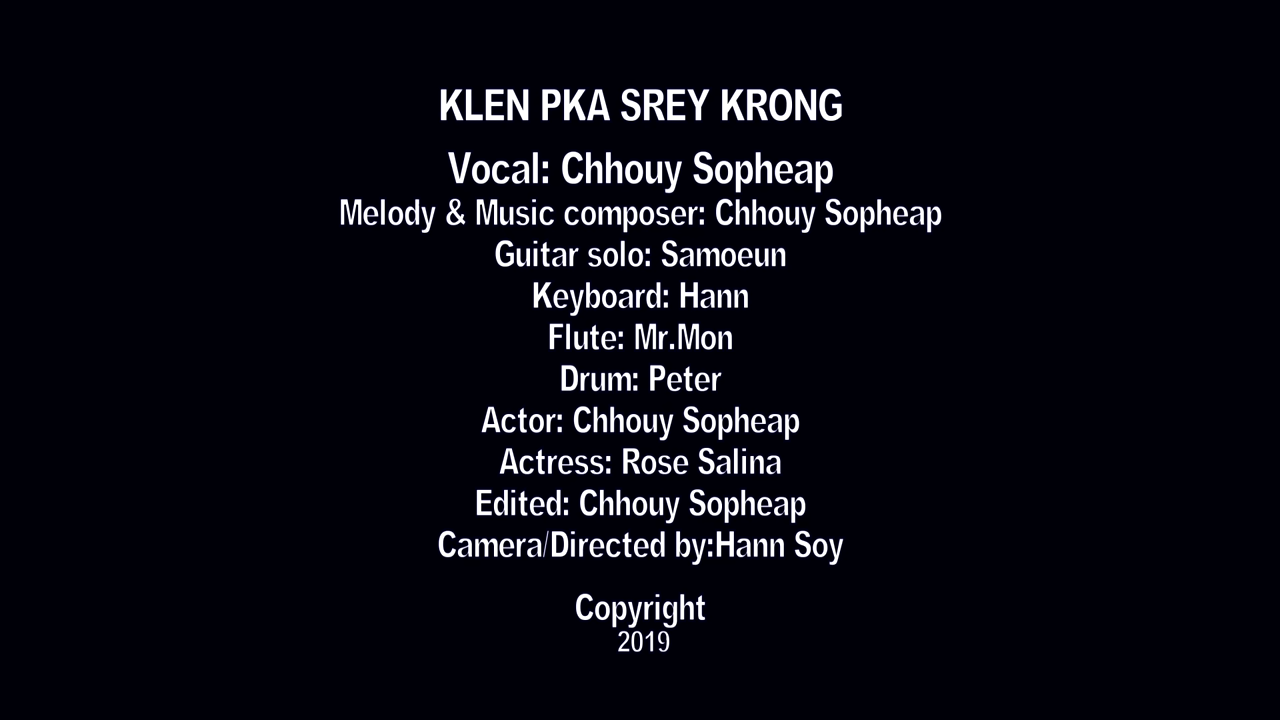 KLEN PKA SREY KRONG
Vocal: Chhouy Sopheap
Melody & Music composer: Chhouy Sopheap
Guitar solo: Samoeun
Keyboard: Hann
Flute: Mr.Mon
Drum: Peter
Actor: Chhouy Sopheap
Actress: Rose Salina
Edited: Chhouy Sopheap
Camera/Directed by:Hann Soy
Copyright
2019